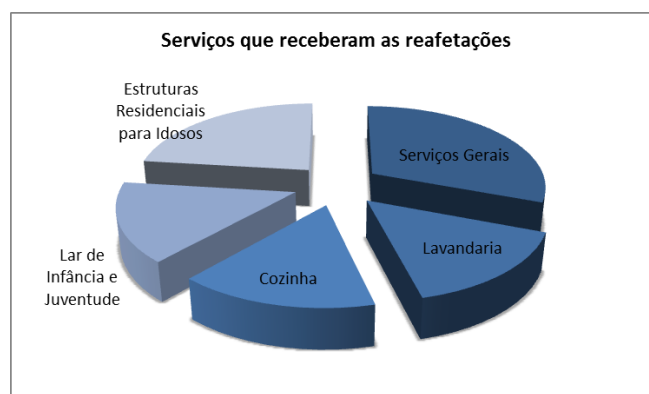 Serviços que receberam as reafetações
Estruturas
Residenciais
para Idosos
Serviços Gerais
Lar de
Infância e
Juventude
Cozinha
Lavandaria